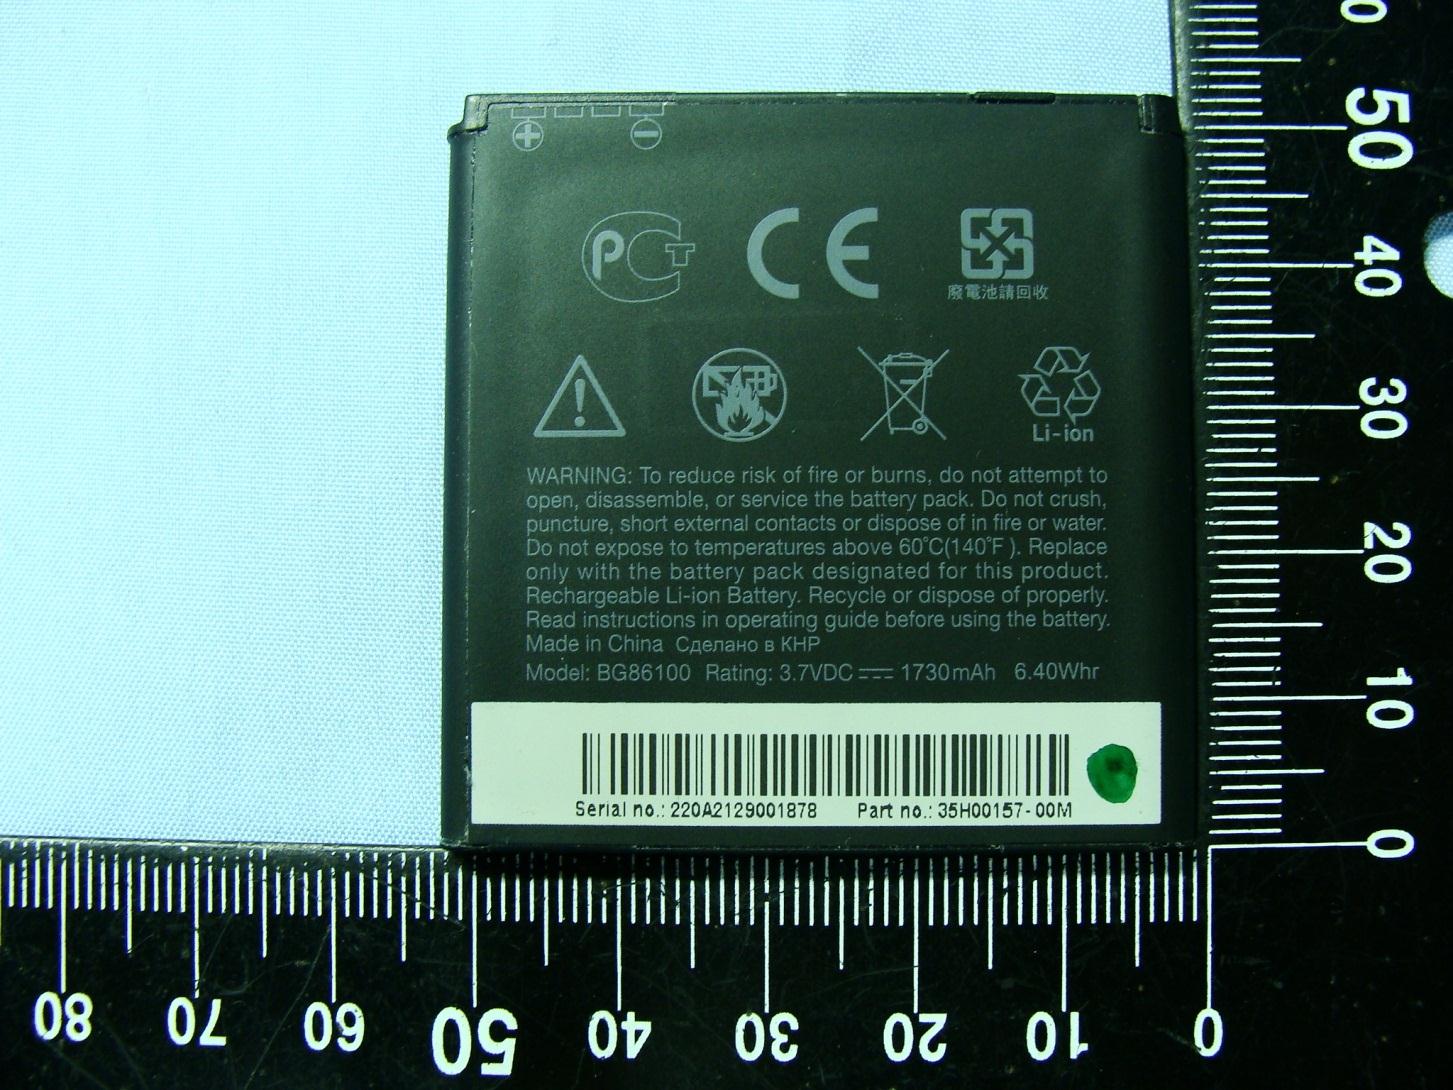 + −
PCT CE
廢電池請回收
Li-ion
WARNING: To reduce risk of fire or burns, do not attempt to
open, disassemble, or service the battery pack. Do not crush,
puncture, short external contacts or dispose of in fire or water.
Do not expose to temperatures above 60°C(140°F ). Replace
only with the battery pack designated for this product.
Rechargeable Li-ion Battery. Recycle or dispose of properly.
Read instructions in operating guide before using the battery.
Made in China Сделано в КНР
Model: BG86100 Rating: 3.7VDC 1730mAh 6.40Whr
Serial no.: 220A2129001878 Part no.: 35H00157-00M
50
40
30
20
10
0
80 70 60 50 40 30 20 10 0